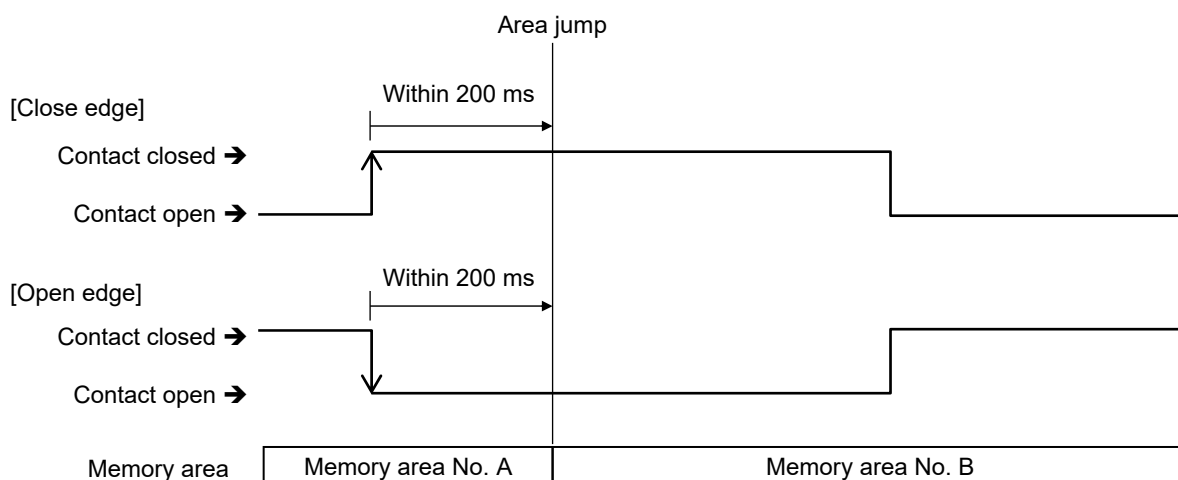 Area jump
Within 200 ms
[Close edge]
Contact closed ➔
Contact open ➔
Within 200 ms
[Open edge]
Contact closed ➔
Contact open ➔
Memory area Memory area No. A Memory area No. B